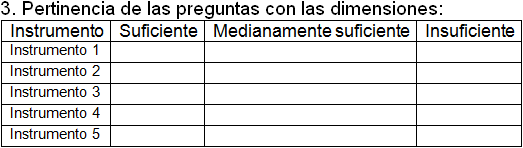 3. Pertinencia de las preguntas con las dimensiones:
Instrumento Suficiente Medianamente suficiente Insuficiente
Instrumento 1
Instrumento 2
Instrumento 3
Instrumento 4
Instrumento 5